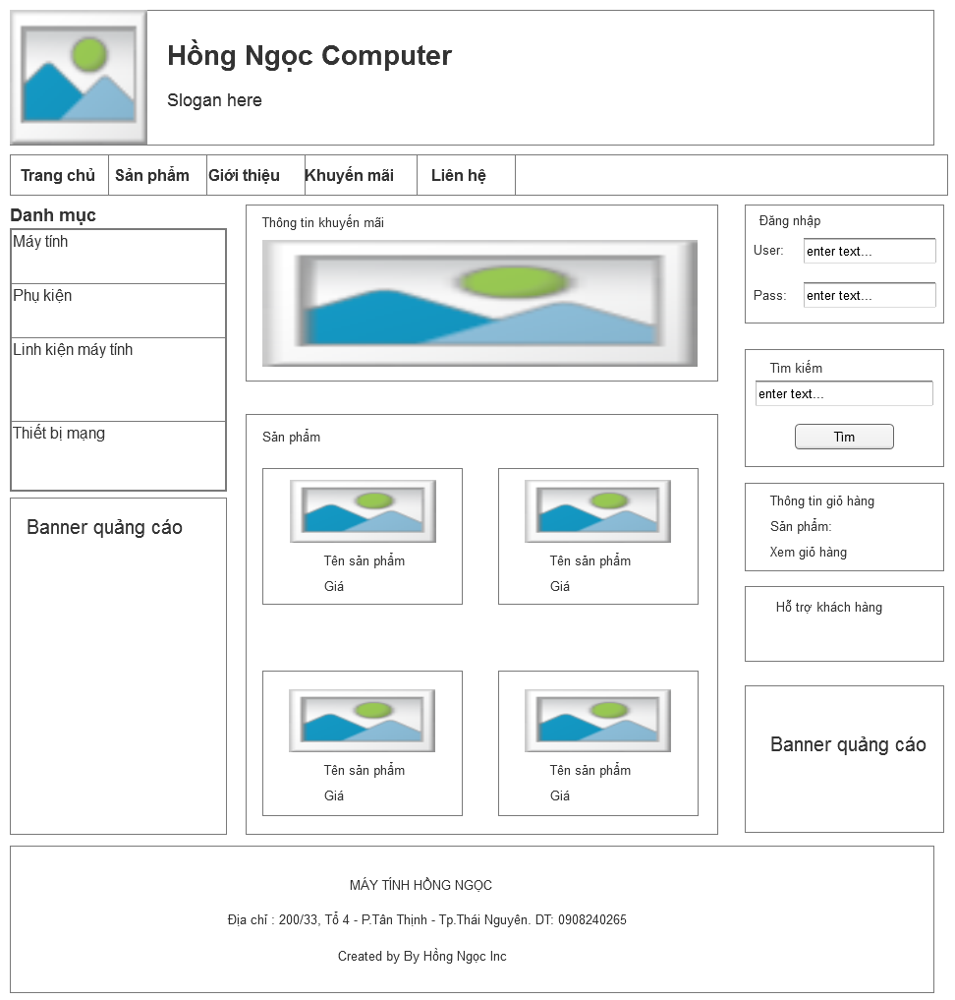 Hồng Ngọc Computer
Slogan here
Trang chủ Sản phẩm Giới thiệu Khuyến mãi Liên hệ
Danh mục
Máy tính
Phụ kiện
Linh kiện máy tính
Thiết bị mạng
Banner quảng cáo
Thông tin khuyến mãi
Sản phẩm
Tên sản phẩm
Giá
Tên sản phẩm
Giá
Tên sản phẩm
Giá
Tên sản phẩm
Giá
Đăng nhập
User: enter text...
Pass: enter text...
Tìm kiếm
enter text...
Tìm
Thông tin giỏ hàng
Sản phẩm:
Xem giỏ hàng
Hỗ trợ khách hàng
Banner quảng cáo
MÁY TÍNH HỒNG NGỌC
Địa chỉ : 200/33, Tổ 4 - P.Tân Thịnh - Tp.Thái Nguyên. DT: 0908240265
Created by By Hồng Ngọc Inc